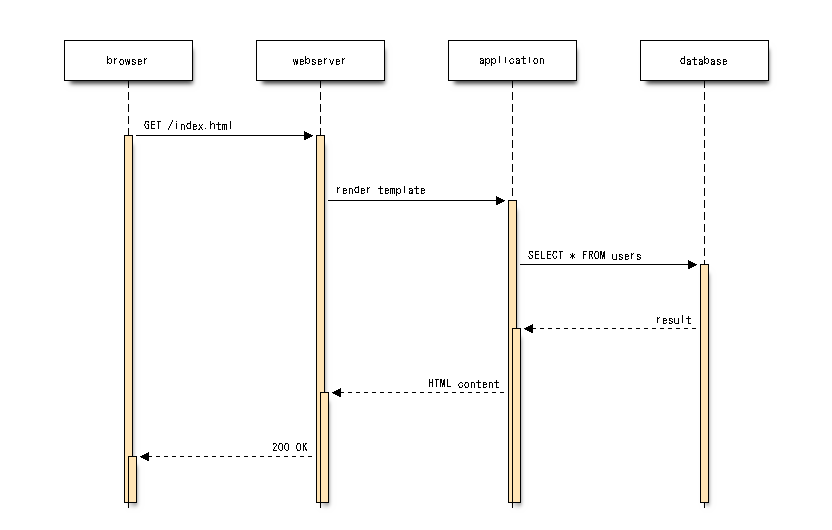 browser
webserver
application
database
GET /index.html
render template
SELECT * FROM users
result
HTML content
200 OK